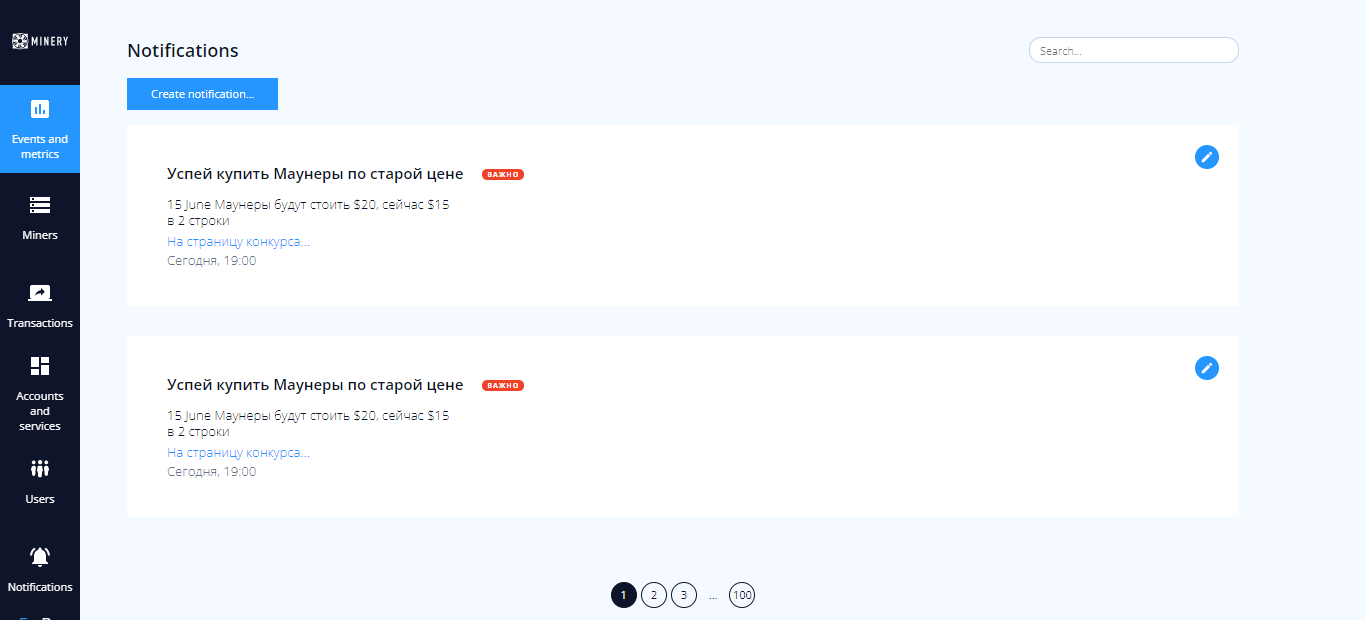 MINERY
Events and
metrics
Miners
Transactions
Accounts
and
services
Users
Notifications
Notifications
Search...
Create notification...
Успей купить Маунеры по старой цене ВАЖНО
15 June Маунеры будут стоить $20, сейчас $15
в 2 строки
На страницу конкурса...
Сегодня, 19:00
Успей купить Маунеры по старой цене ВАЖНО
15 June Маунеры будут стоить $20, сейчас $15
в 2 строки
На страницу конкурса...
Сегодня, 19:00
1 2 3 ... 100